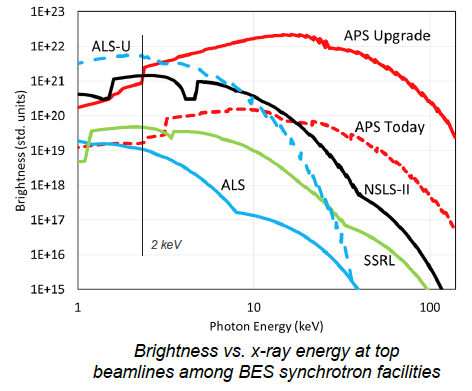 1E+23
1E+22
1E+21
1E+20
1E+19
1E+18
1E+17
1E+16
1E+15
Brightness (std. units)
ALS-U
APS Upgrade
APS Today
ALS
NSLS-II
2 keV
SSRL
1
10
100
Photon Energy (keV)
Brightness vs. x-ray energy at top
beamlines among BES synchrotron facilities